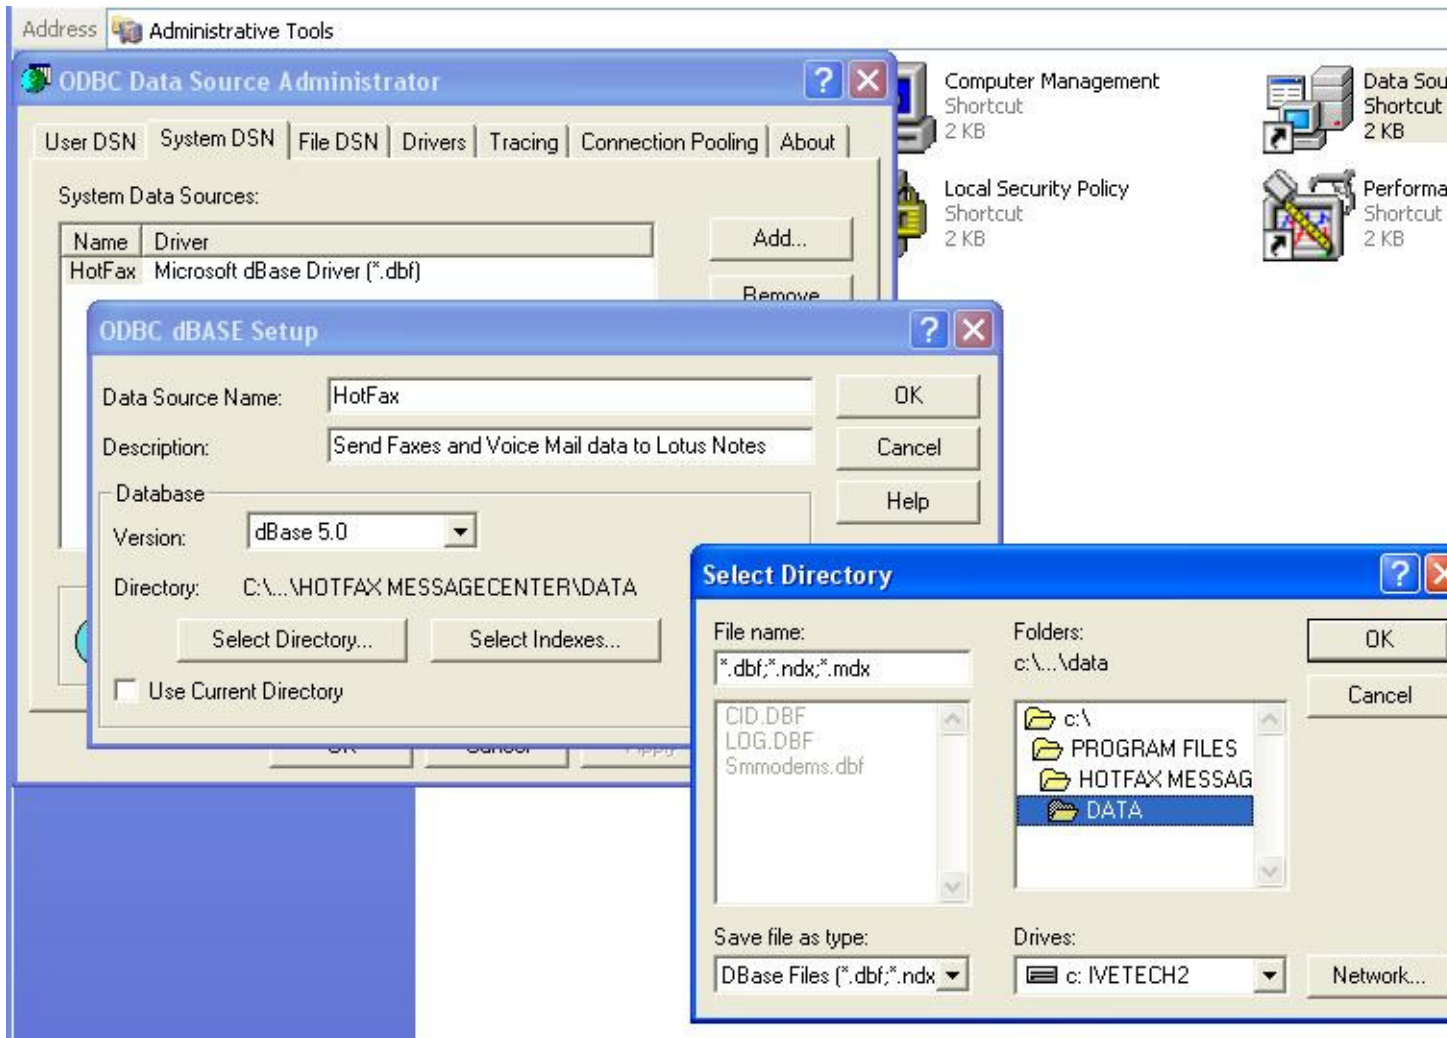 Address Administrative Tools
ODBC Data Source Administrator
User DSN System DSN File DSN Drivers Tracing Connection Pooling About
System Data Sources:
Name Driver
HotFax Microsoft dBase Driver (*.dbf)
Add...
Remove
Computer Management
Shortcut
2 KB
Data Sou
Shortcut
2 KB
Local Security Policy
Shortcut
2 KB
Performa
Shortcut
2 KB
ODBC dBASE Setup
Data Source Name: HotFax
Description: Send Faxes and Voice Mail data to Lotus Notes
OK
Cancel
Help
Database
Version: dBase 5.0
Directory: C:\...\HOTFAX MESSAGECENTER\DATA
Select Directory... Select Indexes...
Use Current Directory
OK Cancel Apply
Select Directory
File name:
*.dbf;*.ndx;*.mdx
CID.DBF
LOG.DBF
Smmodems.dbf
Folders:
c:\...\data
c:\
PROGRAM FILES
HOTFAX MESSAG
DATA
OK
Cancel
Save file as type:
DBase Files (*.dbf;*.ndx
Drives:
c: IVETECH2
Network...